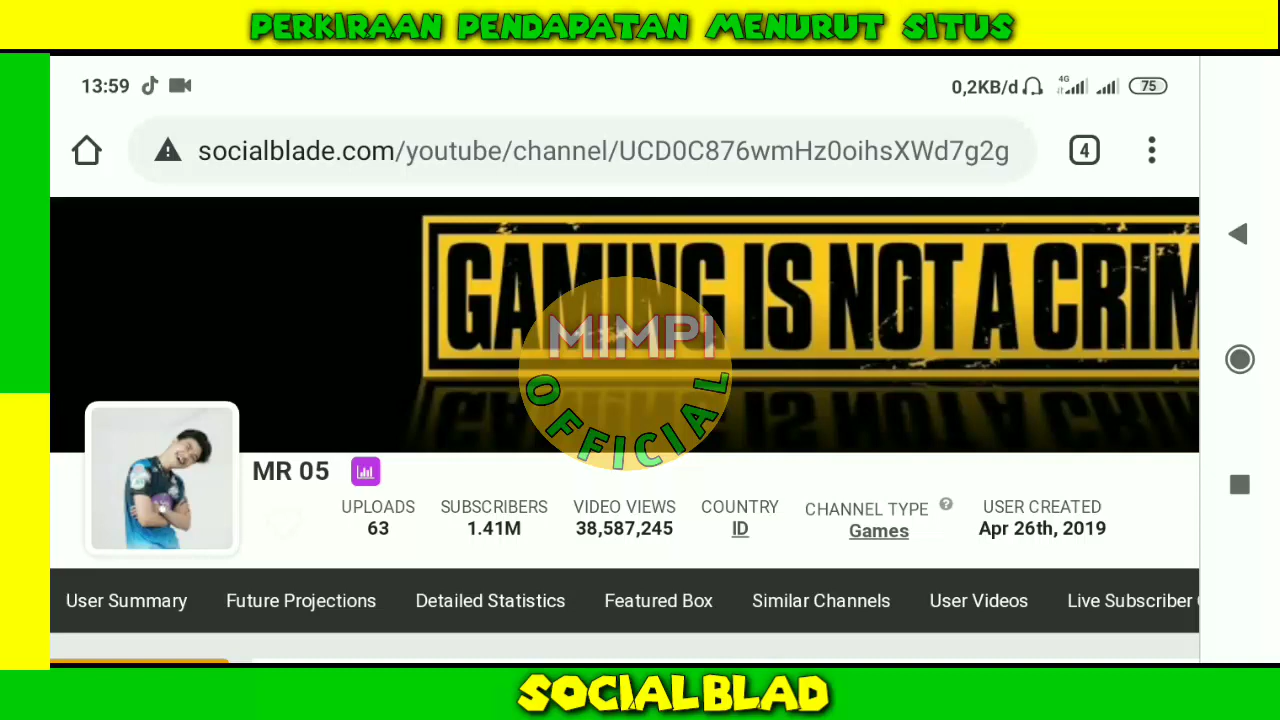 PERKIRAAN PENDAPATAN MENURUT SITUS
13:59 0,2KB/d 4G 75
socialblade.com/youtube/channel/UCD0C876wmHz0oihsXWd7g2g 4
GAMING IS NOT A CRIM
MIMPI
OFFICIAL
MR 05
UPLOADS SUBSCRIBERS VIDEO VIEWS COUNTRY CHANNEL TYPE ? USER CREATED
63 1.41M 38,587,245 ID Games Apr 26th, 2019
User Summary Future Projections Detailed Statistics Featured Box Similar Channels User Videos Live Subscriber
SOCIALBLAD